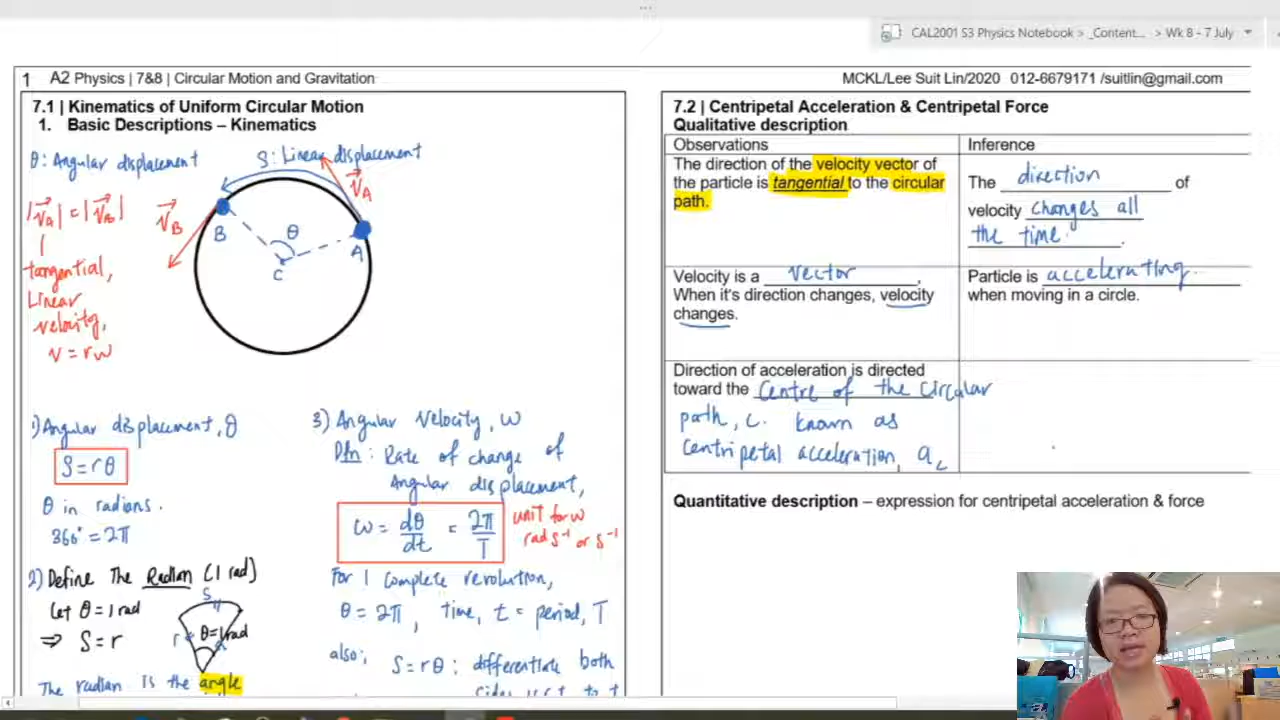 CAL2001 S3 Physics Notebook > _Content... > Wk 8 - 7 July
1 A2 Physics | 7&8 | Circular Motion and Gravitation
MCKL/Lee Suit Lin/2020 012-6679171 /suitlin@gmail.com
7.1 | Kinematics of Uniform Circular Motion
1. Basic Descriptions – Kinematics
θ: Angular displacement
S: Linear displacement
|V⃗A| = |V⃗B|
tangential,
Linear
velocity,
v = rω
V⃗B
V⃗A
B
θ
A
C
1) Angular displacement, θ
S = rθ
θ in radians.
360° = 2π
2) Define The Radian (1 rad)
Let θ = 1 rad
⇒ S = r
S
r
θ = 1 rad
The radian is the angle
3) Angular Velocity, ω
Dfn: Rate of change of
Angular displacement,
ω = dθ/dt = 2π/T
unit for ω
rad s⁻¹ or s⁻¹
For 1 complete revolution,
θ = 2π, time, t = period, T
also; S = rθ: differentiate both
sides w.r.t to t
7.2 | Centripetal Acceleration & Centripetal Force
Qualitative description
Observations
Inference
The direction of the velocity vector of
the particle is tangential to the circular
path.
The direction of
velocity changes all
the time.
Velocity is a vector.
When it's direction changes, velocity
changes.
Particle is accelerating
when moving in a circle.
Direction of acceleration is directed
toward the Centre of the Circular
path, C. known as
Centripetal acceleration, ac
Quantitative description – expression for centripetal acceleration & force